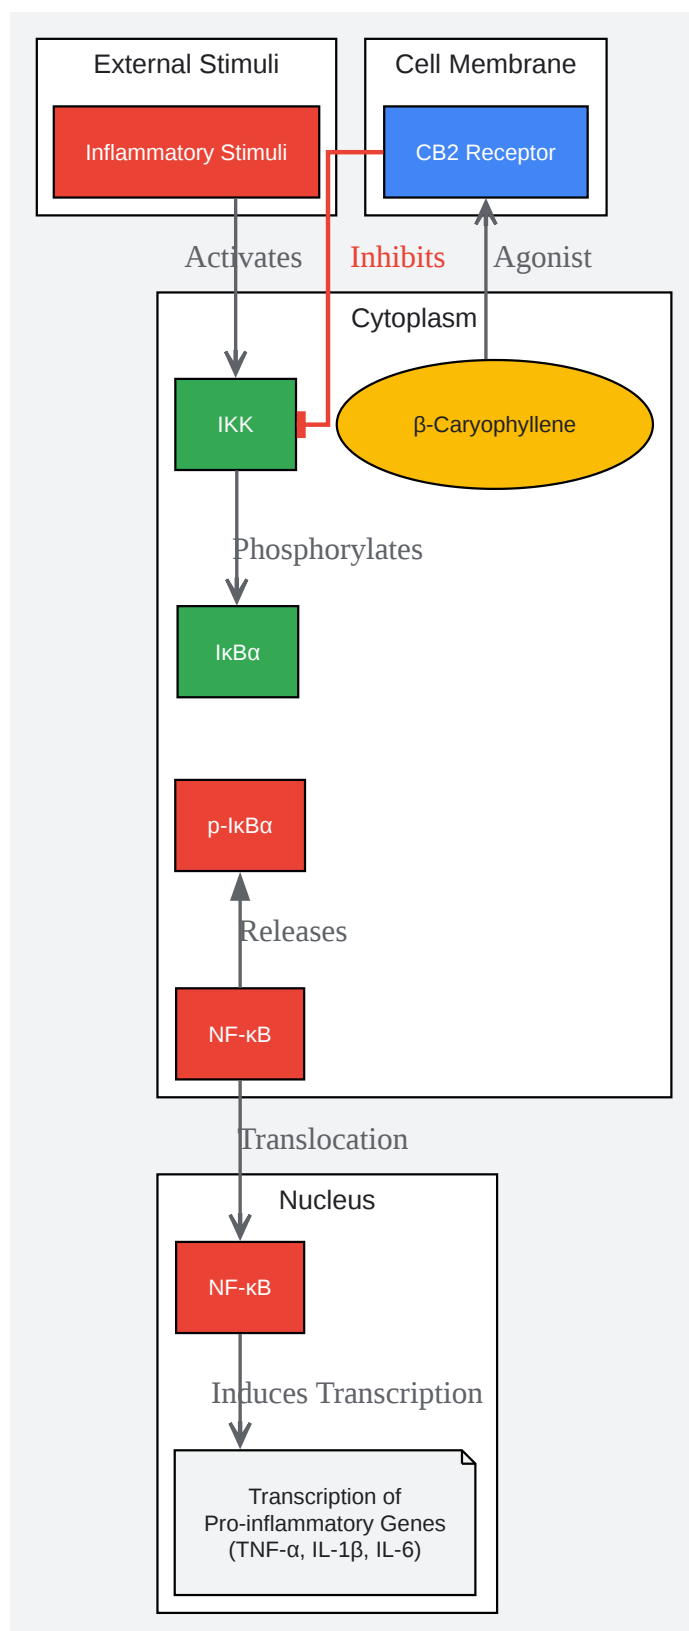 External Stimuli
Cell Membrane
Inflammatory Stimuli
CB2 Receptor
Activates
Inhibits
Agonist
Cytoplasm
IKK
β-Caryophyllene
Phosphorylates
IκBα
p-IκBα
Releases
NF-κB
Translocation
Nucleus
NF-κB
Induces Transcription
Transcription of
Pro-inflammatory Genes
(TNF-α, IL-1β, IL-6)